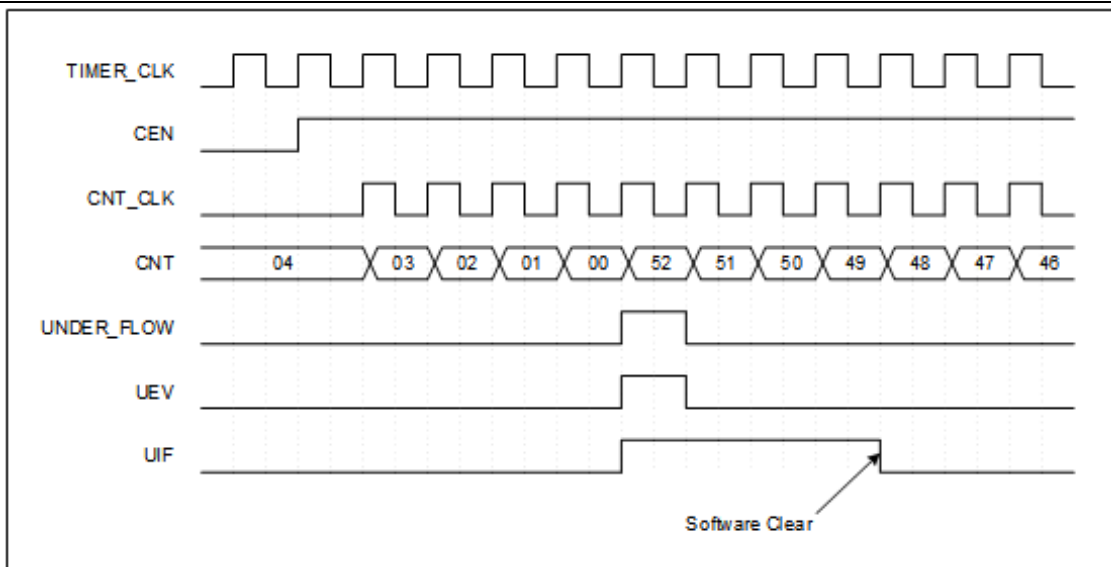 TIMER_CLK
CEN
CNT_CLK
CNT 04 03 02 01 00 52 51 50 49 48 47 46
UNDER_FLOW
UEV
UIF
Software Clear